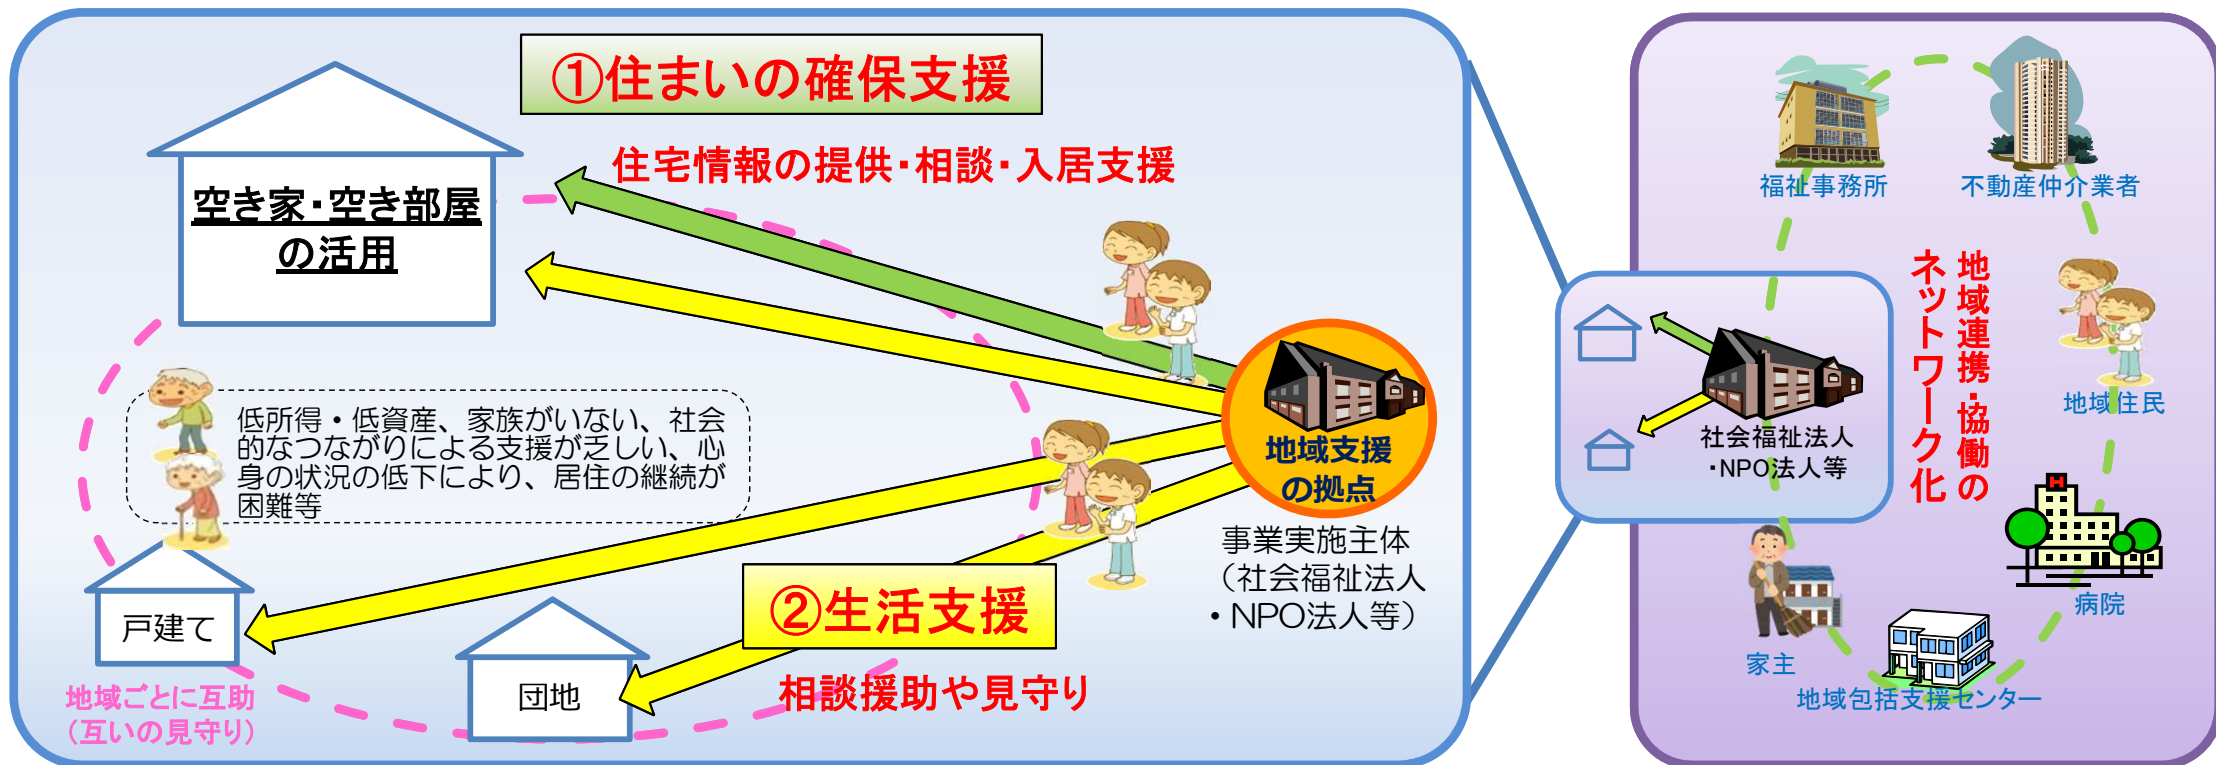 ①住まいの確保支援
住宅情報の提供・相談・入居支援
空き家・空き部屋
の活用
低所得・低資産、家族がいない、社会
的なつながりによる支援が乏しい、心
身の状況の低下により、居住の継続が
困難等
地域支援
の拠点
事業実施主体
（社会福祉法人
・NPO法人等）
戸建て
②生活支援
団地
相談援助や見守り
地域ごとに互助
（互いの見守り）
福祉事務所
不動産仲介業者
地域連携・協働の
ネットワーク化
地域住民
社会福祉法人
・NPO法人等
H
病院
家主
地域包括支援センター